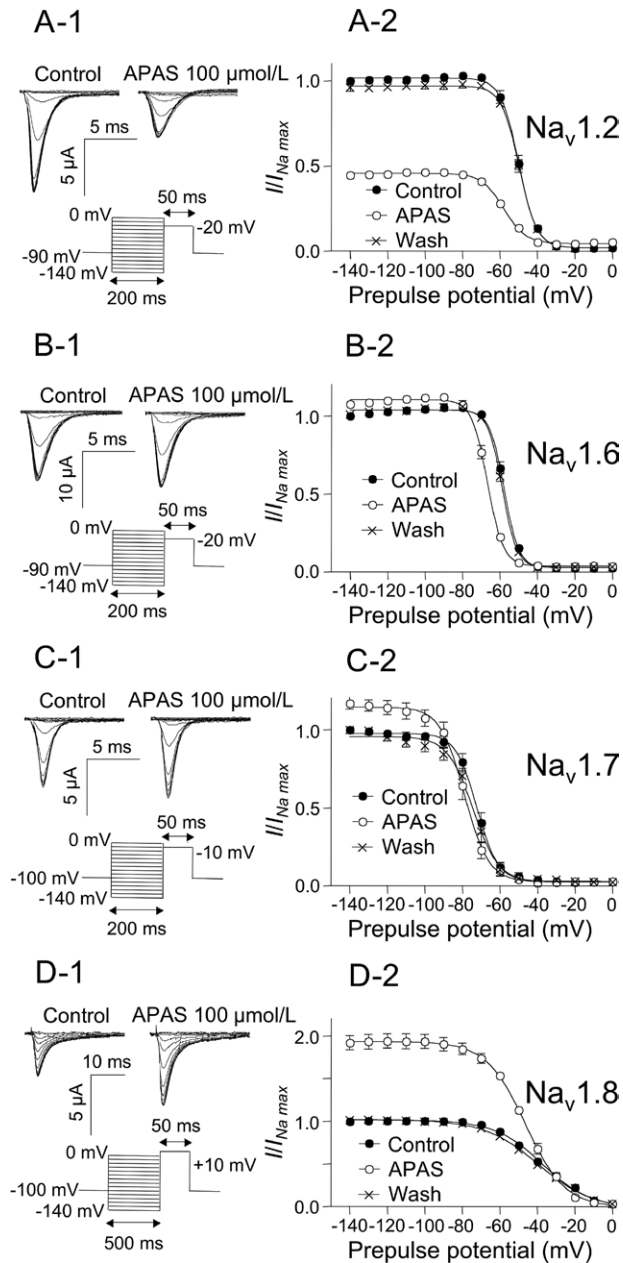 A-1
Control APAS 100 μmol/L
5 ms
5 μA
50 ms
0 mV
-20 mV
-90 mV
-140 mV
200 ms
A-2
1.0
0.5
0.0
I/I Na max
Nav1.2
Control
APAS
Wash
-140 -120 -100 -80 -60 -40 -20 0
Prepulse potential (mV)
B-1
Control APAS 100 μmol/L
5 ms
10 μA
50 ms
0 mV
-20 mV
-90 mV
-140 mV
200 ms
B-2
1.0
0.5
0.0
I/I Na max
Nav1.6
Control
APAS
Wash
-140 -120 -100 -80 -60 -40 -20 0
Prepulse potential (mV)
C-1
Control APAS 100 μmol/L
5 ms
5 μA
50 ms
0 mV
-10 mV
-100 mV
-140 mV
200 ms
C-2
1.0
0.5
0.0
I/I Na max
Nav1.7
Control
APAS
Wash
-140 -120 -100 -80 -60 -40 -20 0
Prepulse potential (mV)
D-1
Control APAS 100 μmol/L
10 ms
5 μA
50 ms
0 mV
+10 mV
-100 mV
-140 mV
500 ms
D-2
2.0
1.0
0.0
I/I Na max
Nav1.8
Control
APAS
Wash
-140 -120 -100 -80 -60 -40 -20 0
Prepulse potential (mV)